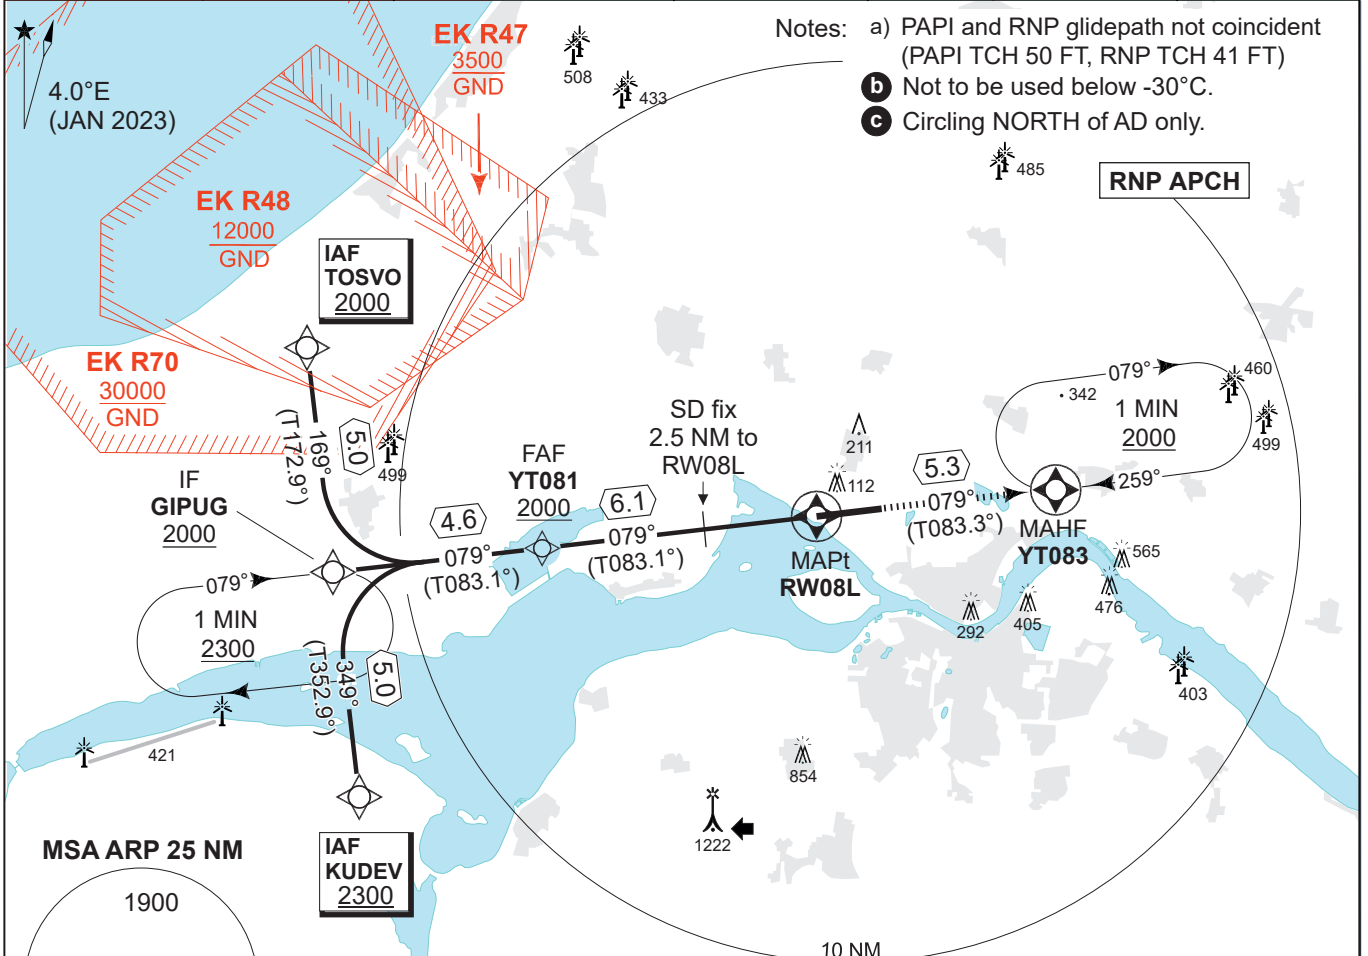 Notes: a) PAPI and RNP glidepath not coincident
(PAPI TCH 50 FT, RNP TCH 41 FT)
b Not to be used below -30°C.
c Circling NORTH of AD only.
RNP APCH
4.0°E
(JAN 2023)
EK R47
3500
GND
508
433
485
EK R48
12000
GND
IAF
TOSVO
2000
EK R70
30000
GND
169°
(T172.9°)
5.0
499
IF
GIPUG
2000
FAF
YT081
2000
SD fix
2.5 NM to
RW08L
211
112
342
460
499
079°
1 MIN
2000
259°
4.6
079°
(T083.1°)
6.1
079°
(T083.1°)
5.3
079°
(T083.3°)
MAPt
RW08L
MAHF
YT083
565
476
405
292
403
079°
1 MIN
2300
349°
(T352.9°)
5.0
421
854
1222
IAF
KUDEV
2300
MSA ARP 25 NM
1900
10 NM